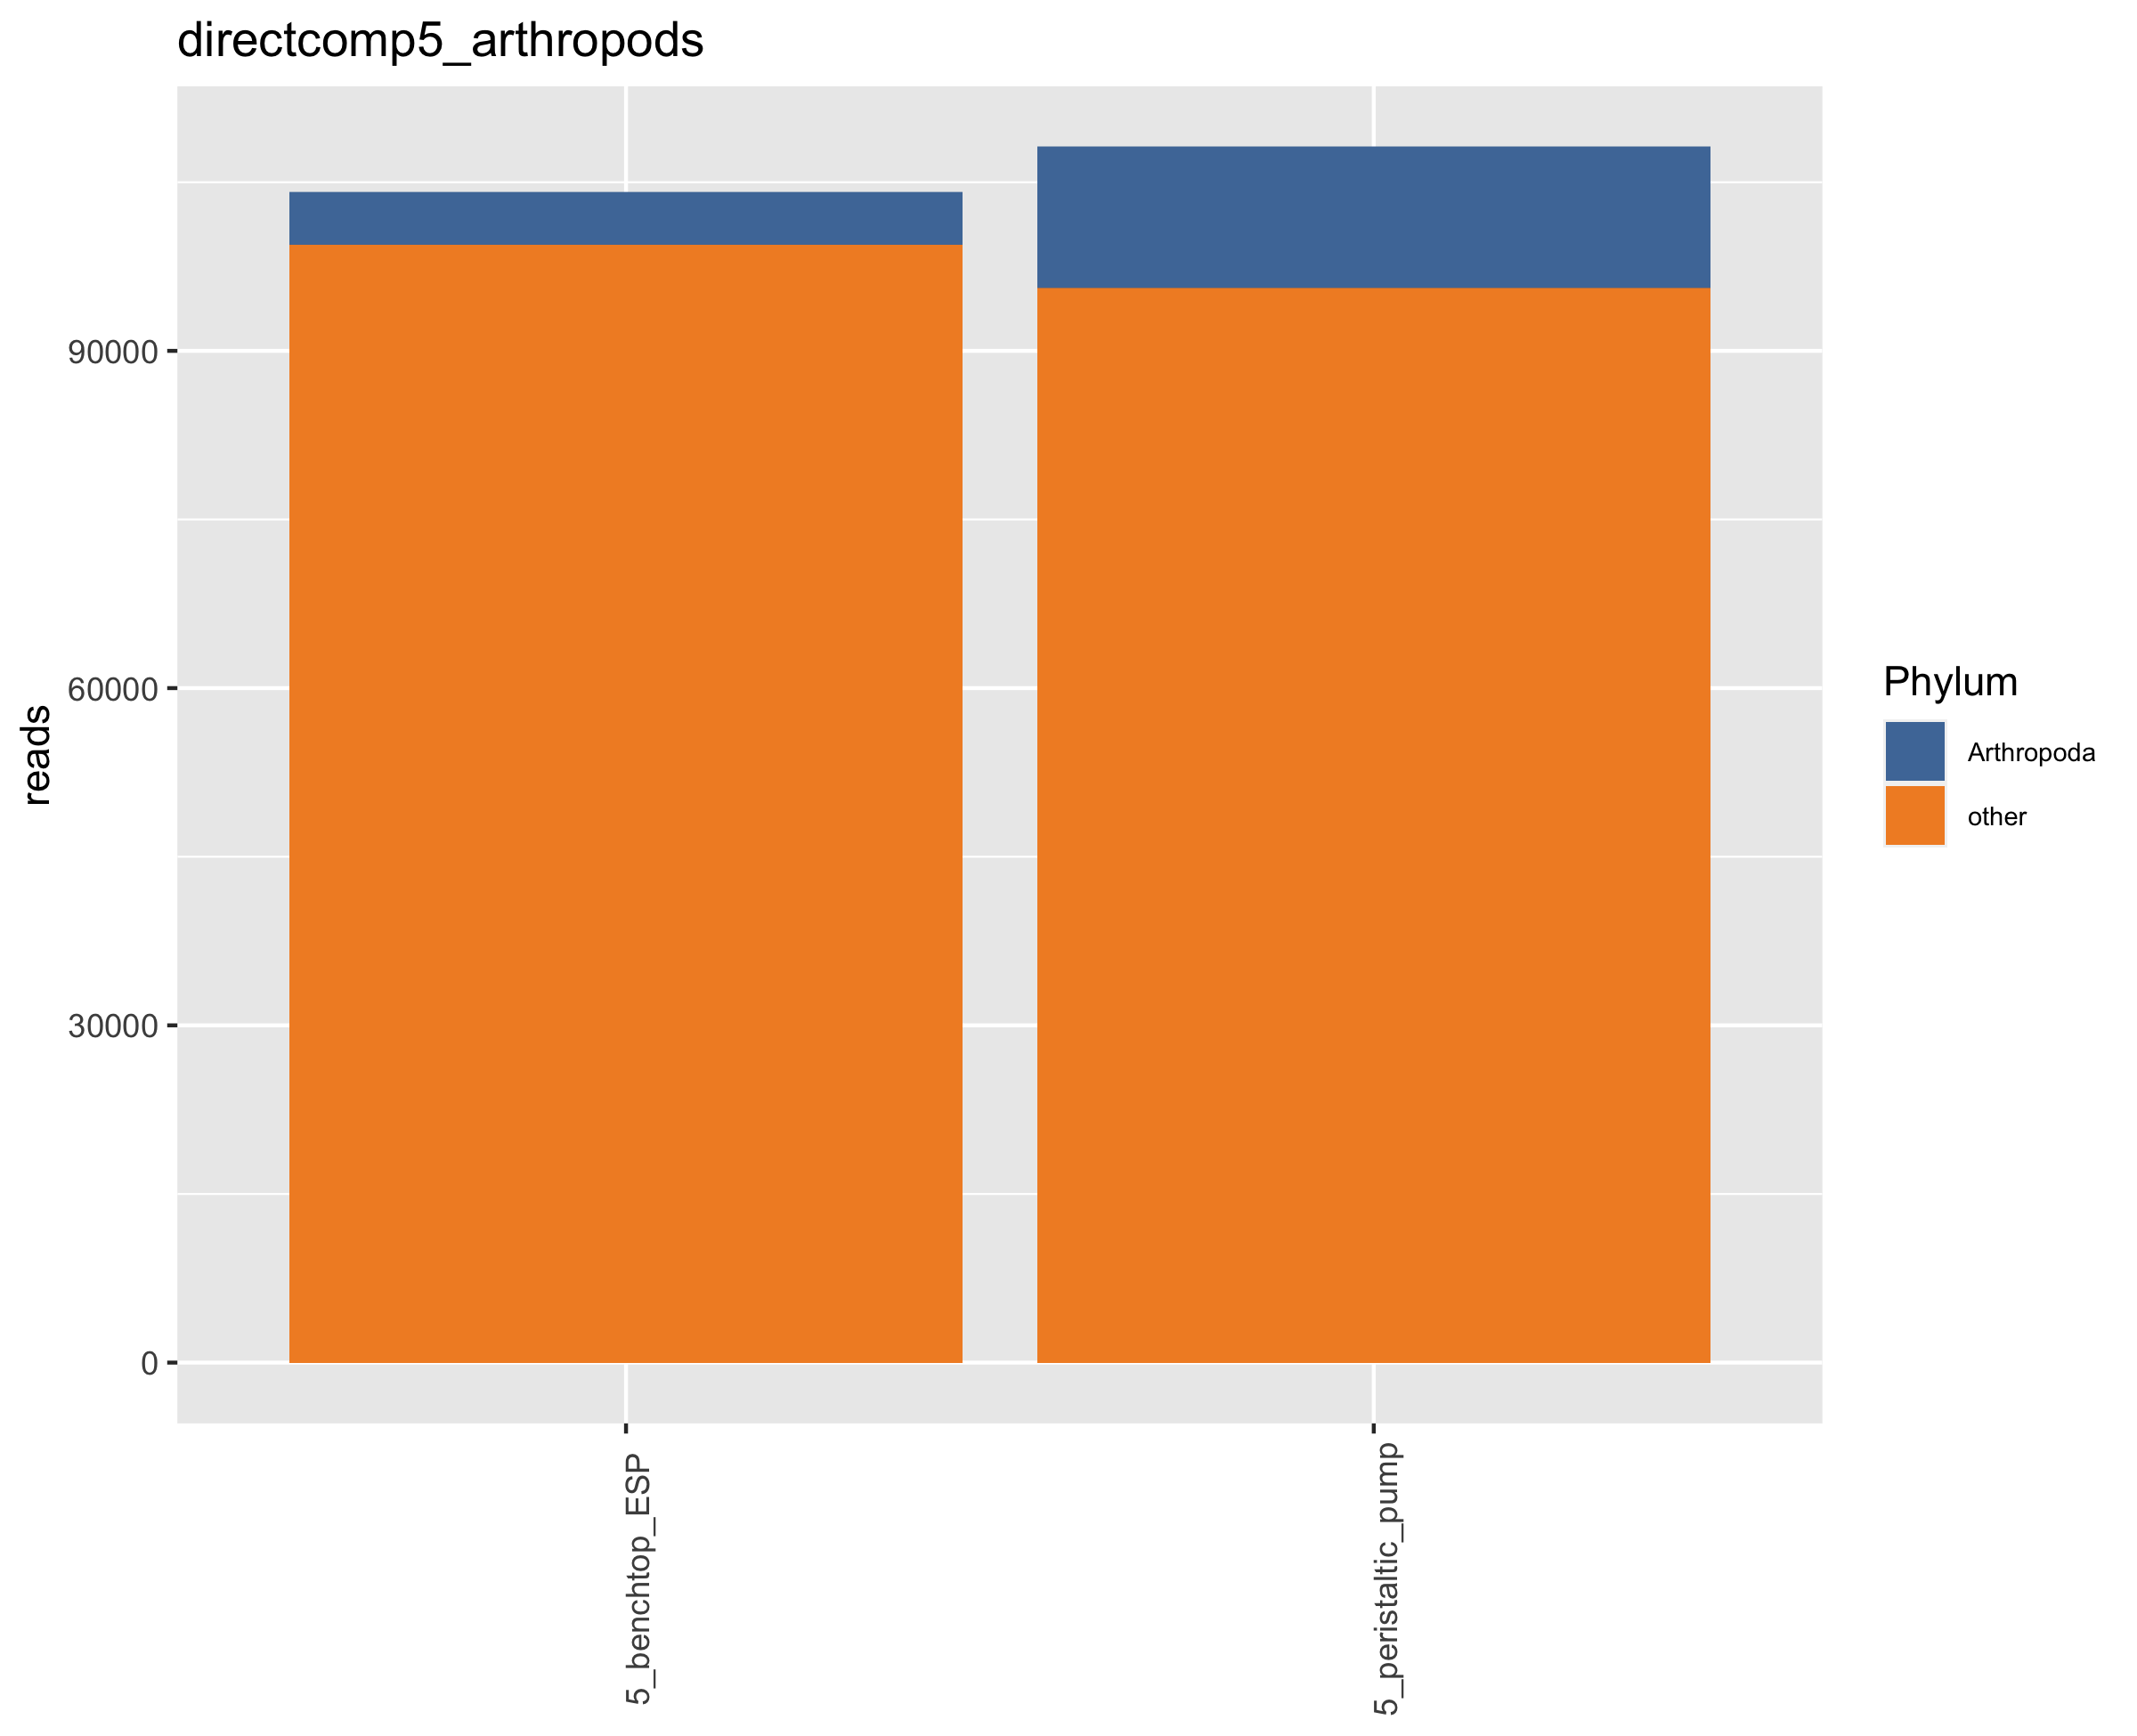 directcomp5_arthropods
reads
90000
60000
30000
0
5_benchtop_ESP
5_peristaltic_pump
Phylum
Arthropoda
other